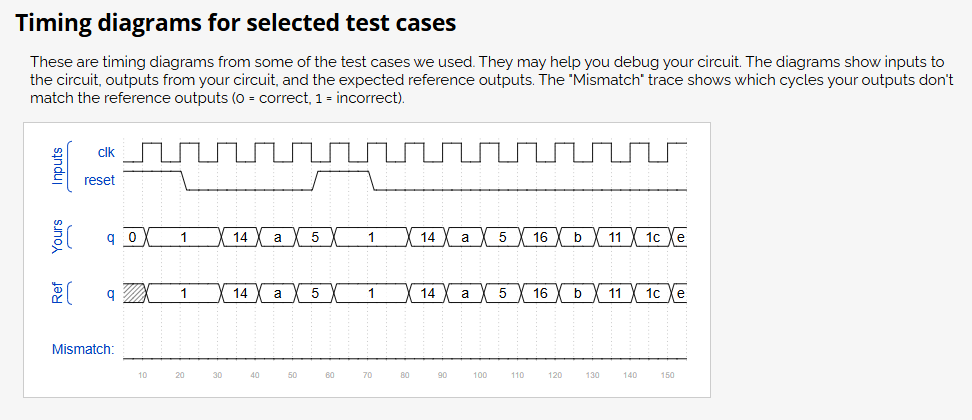 Timing diagrams for selected test cases
These are timing diagrams from some of the test cases we used. They may help you debug your circuit. The diagrams show inputs to
the circuit, outputs from your circuit, and the expected reference outputs. The "Mismatch" trace shows which cycles your outputs don't
match the reference outputs (0 = correct, 1 = incorrect).
Inputs
clk
reset
Yours
q 0 1 14 a 5 1 14 a 5 16 b 11 1c e
Ref
q 1 14 a 5 1 14 a 5 16 b 11 1c e
Mismatch:
10 20 30 40 50 60 70 80 90 100 110 120 130 140 150